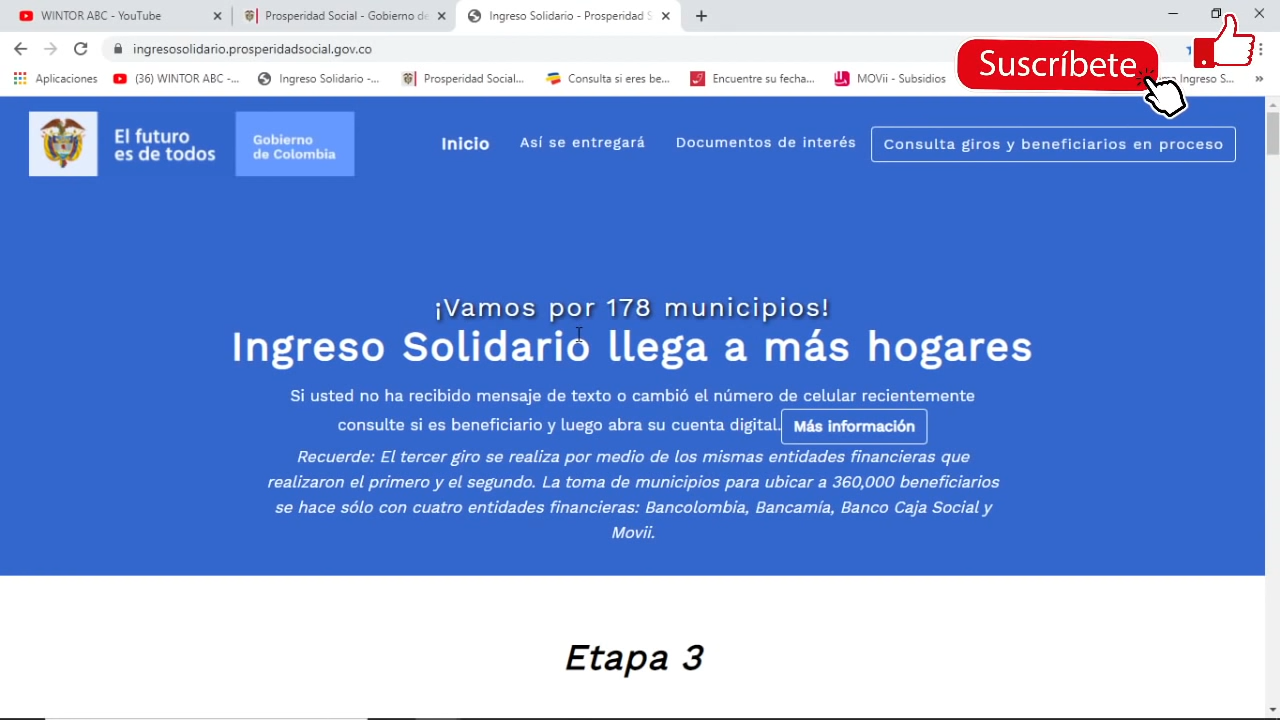 WINTOR ABC - YouTube
Prosperidad Social - Gobierno de
Ingreso Solidario - Prosperidad S
ingresosolidario.prosperidadsocial.gov.co
Aplicaciones
(36) WINTOR ABC -...
Ingreso Solidario -...
Prosperidad Social...
Consulta si eres be...
Encuentre su fecha...
MOVii - Subsidios
Ingreso S...
Suscríbete
El futuro
es de todos
Gobierno
de Colombia
Inicio
Así se entregará
Documentos de interés
Consulta giros y beneficiarios en proceso
¡Vamos por 178 municipios!
Ingreso Solidario llega a más hogares
Si usted no ha recibido mensaje de texto o cambió el número de celular recientemente
consulte si es beneficiario y luego abra su cuenta digital. Más información
Recuerde: El tercer giro se realiza por medio de los mismas entidades financieras que
realizaron el primero y el segundo. La toma de municipios para ubicar a 360,000 beneficiarios
se hace sólo con cuatro entidades financieras: Bancolombia, Bancamía, Banco Caja Social y
Movii.
Etapa 3